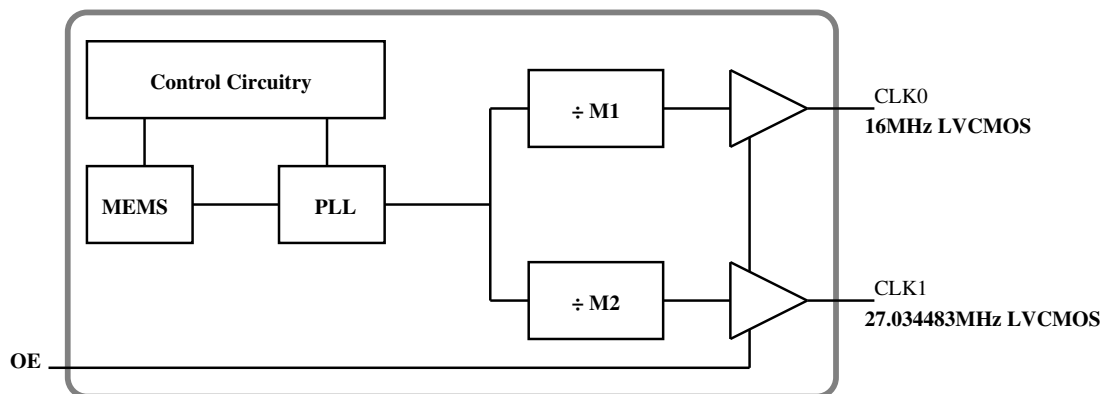 Control Circuitry
÷ M1
CLK0
16MHz LVCMOS
MEMS
PLL
÷ M2
CLK1
27.034483MHz LVCMOS
OE